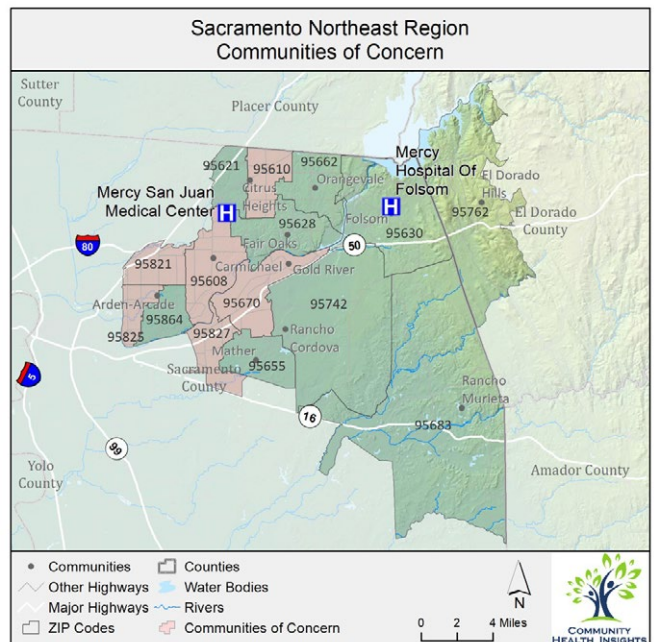 Sacramento Northeast Region
Communities of Concern
Sutter
County
Placer County
95621
95610
95662
Mercy
Hospital Of
Folsom
Mercy San Juan
Medical Center
H
Citrus
Heights
Orangevale
H
El Dorado
Hills
95762
El Dorado
County
95628
Folsom
95630
Fair Oaks
50
80
95821
95608
Carmichael
Gold River
Arden-Arcade
95864
95670
95742
95825
95827
Rancho
Cordova
Mather
95655
Sacramento
County
5
Rancho
Murieta
16
95683
99
Yolo
County
Amador County
Communities
Counties
Other Highways
Water Bodies
Major Highways
Rivers
ZIP Codes
Communities of Concern
N
0 2 4 Miles
COMMUNITY
HEALTH INSIGHTS